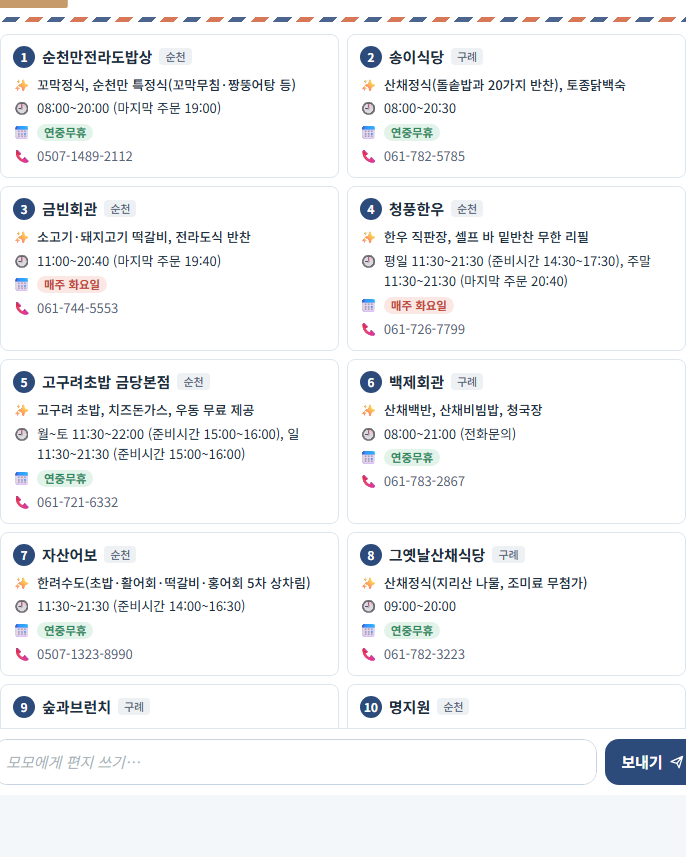 1 순천만전라도밥상 순천
꼬막정식, 순천만 특정식(꼬막무침·짱뚱어탕 등)
08:00~20:00 (마지막 주문 19:00)
연중무휴
0507-1489-2112
2 송이식당 구례
산채정식(돌솥밥과 20가지 반찬), 토종닭백숙
08:00~20:30
연중무휴
061-782-5785
3 금빈회관 순천
소고기·돼지고기 떡갈비, 전라도식 반찬
11:00~20:40 (마지막 주문 19:40)
매주 화요일
061-744-5553
4 청풍한우 순천
한우 직판장, 셀프 바 밑반찬 무한 리필
평일 11:30~21:30 (준비시간 14:30~17:30), 주말
11:30~21:30 (마지막 주문 20:40)
매주 화요일
061-726-7799
5 고구려초밥 금당본점 순천
고구려 초밥, 치즈돈가스, 우동 무료 제공
월~토 11:30~22:00 (준비시간 15:00~16:00), 일
11:30~21:30 (준비시간 15:00~16:00)
연중무휴
061-721-6332
6 백제회관 구례
산채백반, 산채비빔밥, 청국장
08:00~21:00 (전화문의)
연중무휴
061-783-2867
7 자산어보 순천
한려수도(초밥·활어회·떡갈비·홍어회 5차 상차림)
11:30~21:30 (준비시간 14:00~16:30)
연중무휴
0507-1323-8990
8 그옛날산채식당 구례
산채정식(지리산 나물, 조미료 무첨가)
09:00~20:00
연중무휴
061-782-3223
9 숲과브런치 구례
10 명지원 순천
모모에게 편지 쓰기…
보내기